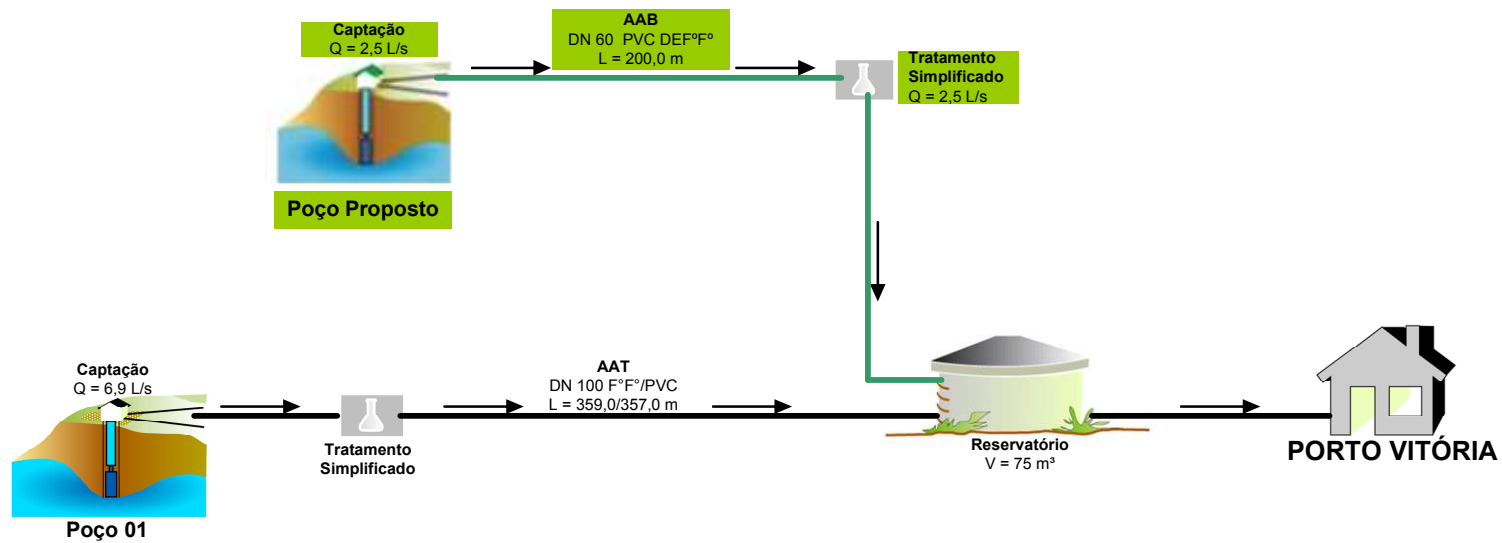 Captação
Q = 2,5 L/s
AAB
DN 60 PVC DEFºFº
L = 200,0 m
Tratamento
Simplificado
Q = 2,5 L/s
Poço Proposto
Captação
Q = 6,9 L/s
AAT
DN 100 F°F°/PVC
L = 359,0/357,0 m
Tratamento
Simplificado
Reservatório
V = 75 m³
PORTO VITÓRIA
Poço 01